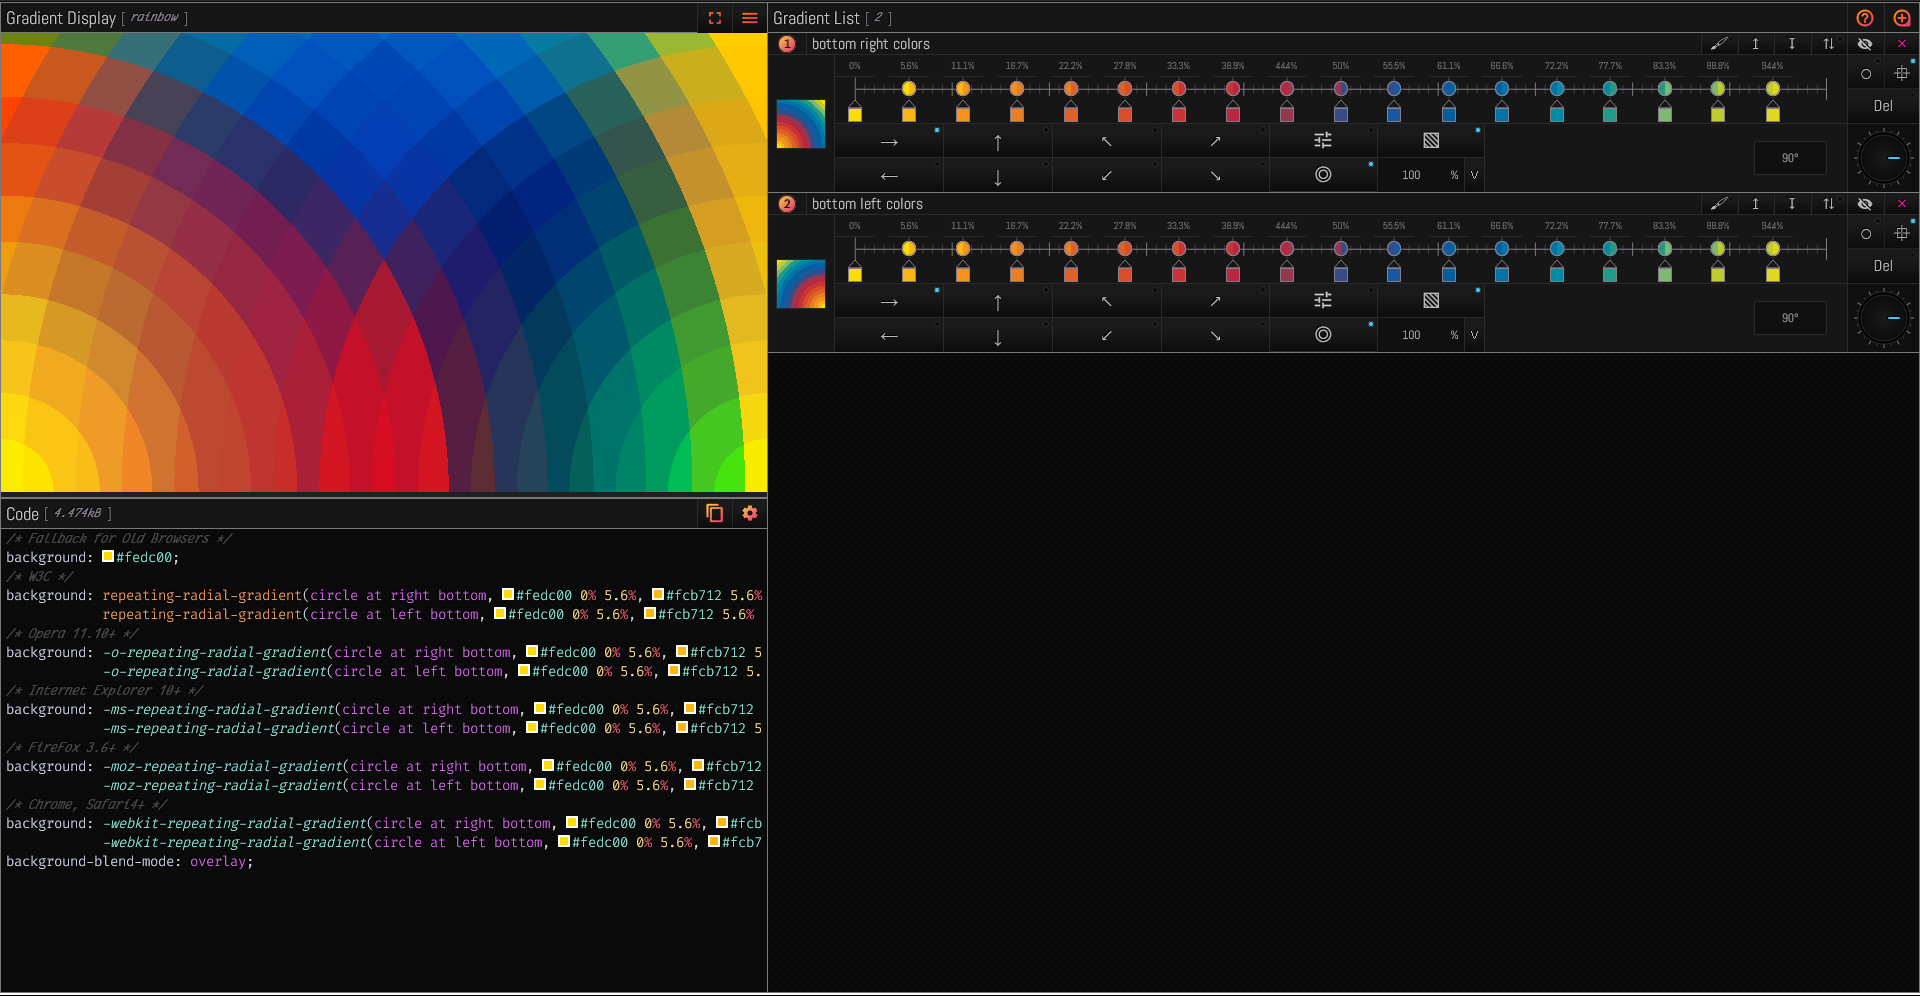 Gradient Display [ rainbow ]
/* Fallback for Old Browsers */
background: #fedc00;
/* W3C */
background: repeating-radial-gradient(circle at right bottom, #fedc00 0% 5.6%, #fcb712 5.6%
repeating-radial-gradient(circle at left bottom, #fedc00 0% 5.6%, #fcb712 5.6%
/* Opera 11.10+ */
background: -o-repeating-radial-gradient(circle at right bottom, #fedc00 0% 5.6%, #fcb712 5
-o-repeating-radial-gradient(circle at left bottom, #fedc00 0% 5.6%, #fcb712 5.
/* Internet Explorer 10+ */
background: -ms-repeating-radial-gradient(circle at right bottom, #fedc00 0% 5.6%, #fcb712
-ms-repeating-radial-gradient(circle at left bottom, #fedc00 0% 5.6%, #fcb712 5
/* FireFox 3.6+ */
background: -moz-repeating-radial-gradient(circle at right bottom, #fedc00 0% 5.6%, #fcb712
-moz-repeating-radial-gradient(circle at left bottom, #fedc00 0% 5.6%, #fcb712
/* Chrome, Safari4+ */
background: -webkit-repeating-radial-gradient(circle at right bottom, #fedc00 0% 5.6%, #fcb
-webkit-repeating-radial-gradient(circle at left bottom, #fedc00 0% 5.6%, #fcb7
background-blend-mode: overlay;
Code [ 4.474kB ]
Gradient List [ 2 ]
1 bottom right colors
0% 5.6% 11.1% 16.7% 22.2% 27.8% 33.3% 38.9% 44.4% 50% 55.5% 61.1% 66.6% 72.2% 77.7% 83.3% 88.8% 94.4%
Del
90°
100 % V
2 bottom left colors
0% 5.6% 11.1% 16.7% 22.2% 27.8% 33.3% 38.9% 44.4% 50% 55.5% 61.1% 66.6% 72.2% 77.7% 83.3% 88.8% 94.4%
Del
90°
100 % V